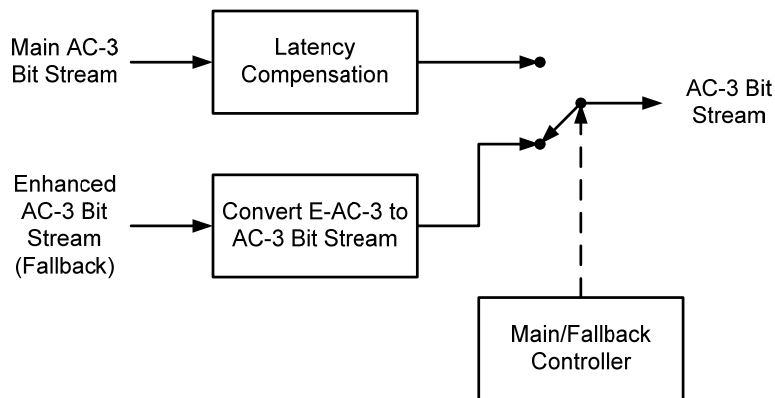 Main AC-3
Bit Stream
Latency
Compensation
AC-3 Bit
Stream
Enhanced
AC-3 Bit
Stream
(Fallback)
Convert E-AC-3 to
AC-3 Bit Stream
Main/Fallback
Controller